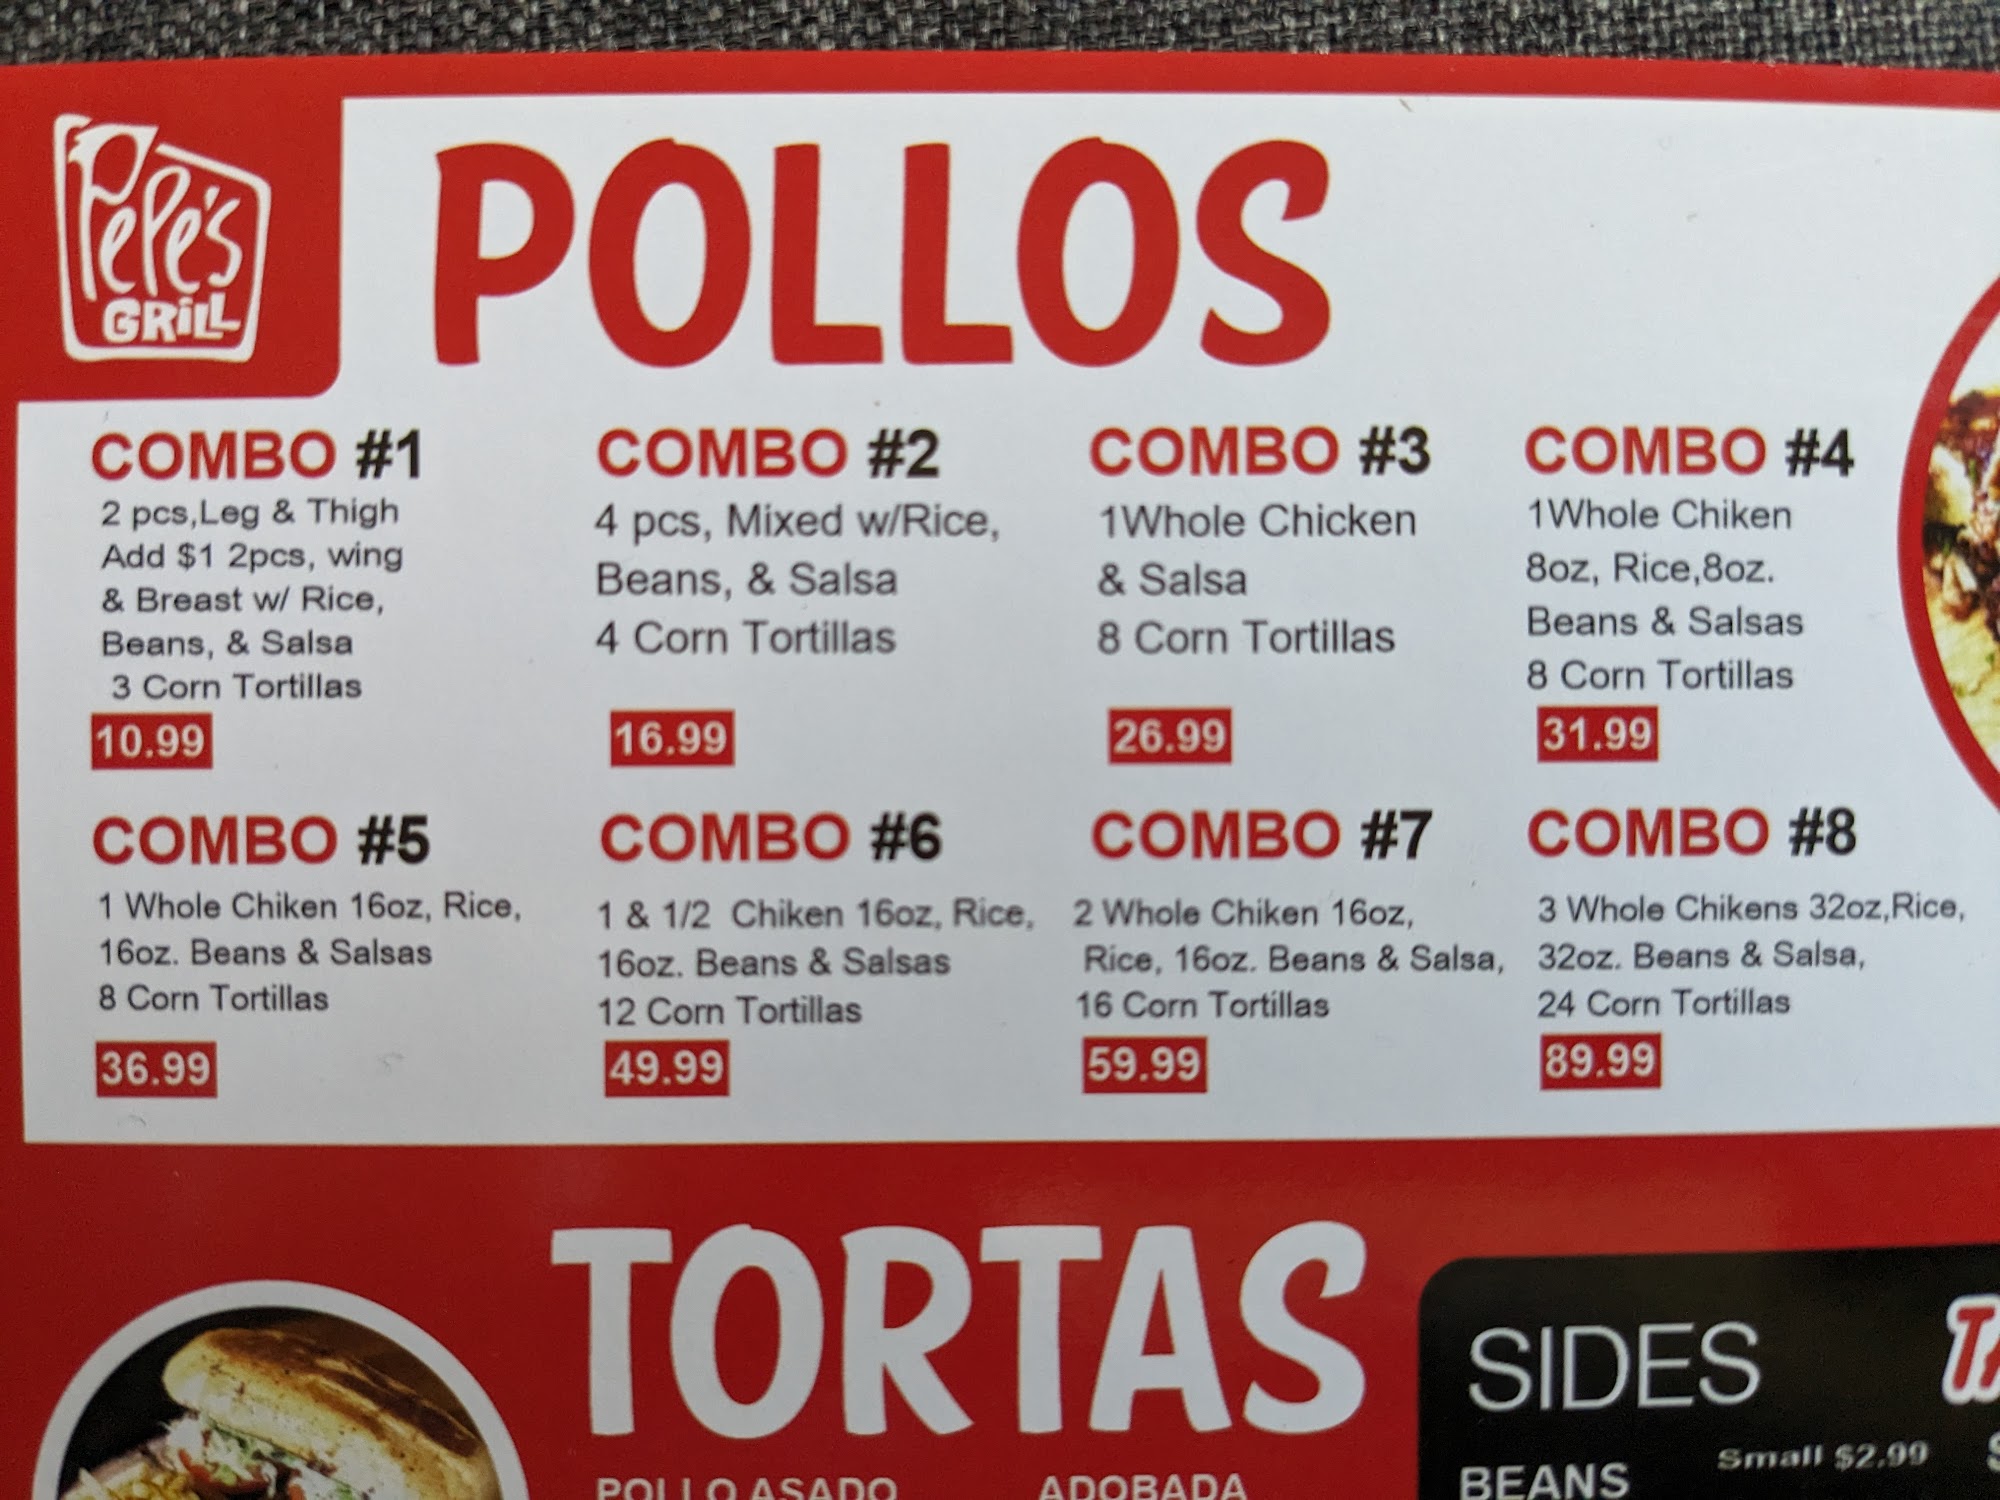 Pepe's
GRILL
POLLOS
COMBO #1
2 pcs,Leg & Thigh
Add $1 2pcs, wing
& Breast w/ Rice,
Beans, & Salsa
3 Corn Tortillas
10.99
COMBO #2
4 pcs, Mixed w/Rice,
Beans, & Salsa
4 Corn Tortillas
16.99
COMBO #3
1Whole Chicken
& Salsa
8 Corn Tortillas
26.99
COMBO #4
1Whole Chiken
8oz, Rice,8oz.
Beans & Salsas
8 Corn Tortillas
31.99
COMBO #5
1 Whole Chiken 16oz, Rice,
16oz. Beans & Salsas
8 Corn Tortillas
36.99
COMBO #6
1 & 1/2 Chiken 16oz, Rice,
16oz. Beans & Salsas
12 Corn Tortillas
49.99
COMBO #7
2 Whole Chiken 16oz,
Rice, 16oz. Beans & Salsa,
16 Corn Tortillas
59.99
COMBO #8
3 Whole Chikens 32oz,Rice,
32oz. Beans & Salsa,
24 Corn Tortillas
89.99
TORTAS
POLLO ASADO
ADOBADA
SIDES
BEANS
Small $2.99